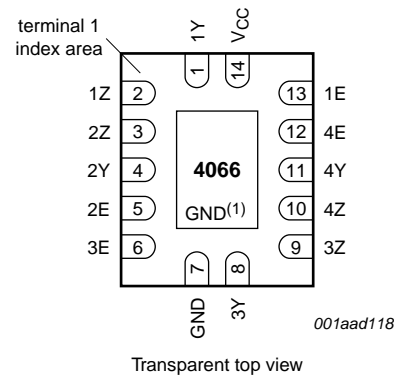 terminal 1
index area
1Y
VCC
1
14
1Z 2
13 1E
2Z 3
12 4E
2Y 4
4066
11 4Y
2E 5
GND(1)
10 4Z
3E 6
9 3Z
7
8
GND
3Y
001aad118
Transparent top view